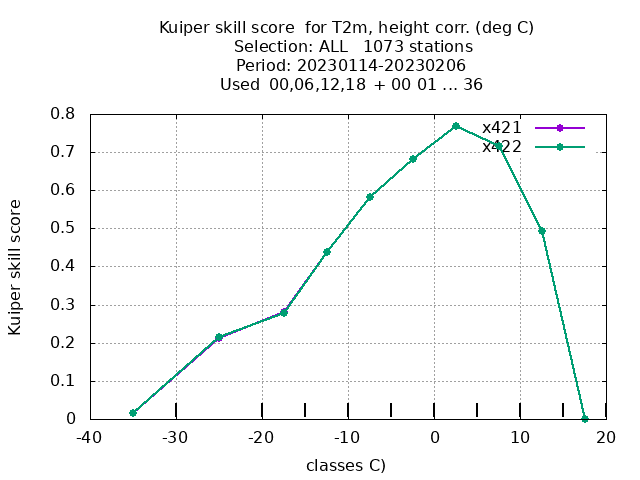 Kuiper skill score  for T2m, height corr. (deg C)
Selection: ALL   1073 stations
Period: 20230114-20230206
Used  00,06,12,18  + 00 01 ... 36
x421
x422
Kuiper skill score
0.8
0.7
0.6
0.5
0.4
0.3
0.2
0.1
0
-40 -30 -20 -10 0 10 20
classes C)